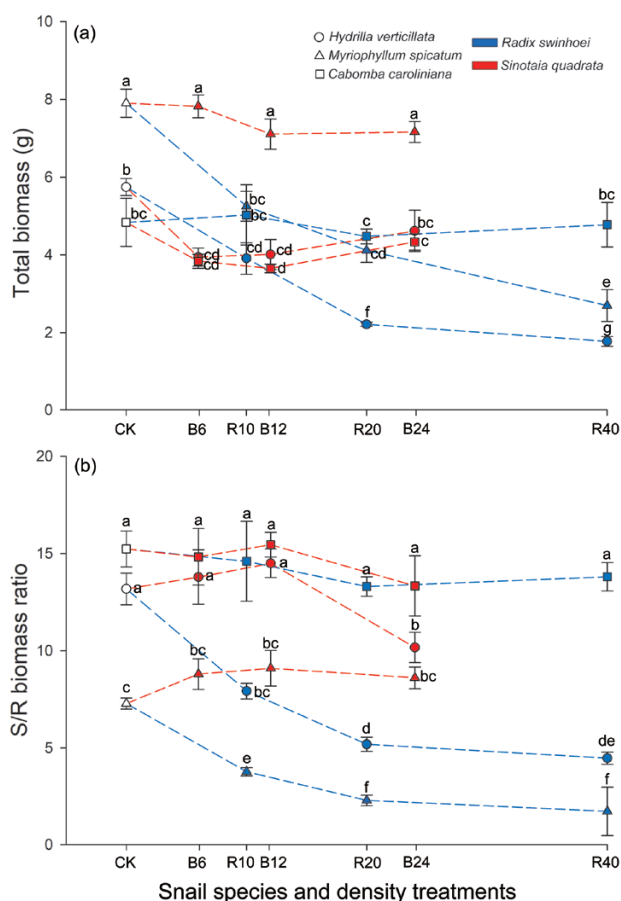 (a)
Hydrilla verticillata
Myriophyllum spicatum
Cabomba caroliniana
Radix swinhoei
Sinotaia quadrata
Total biomass (g)
10
8
6
4
2
0
a
a
a
a
b
bc
bc
bc
c
bc
bc
cd
cd
cd
cd
d
c
e
f
g
CK
B6
R10
B12
R20
B24
R40
(b)
S/R biomass ratio
20
15
10
5
0
a
a
a
a
a
a
a
a
a
a
b
bc
bc
bc
c
bc
d
de
e
f
f
CK
B6
R10
B12
R20
B24
R40
Snail species and density treatments